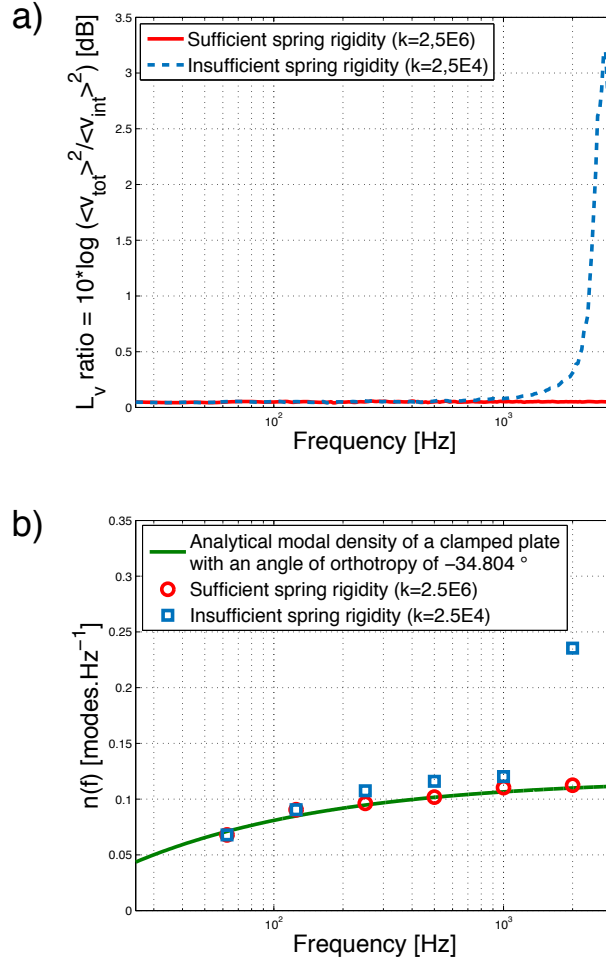 a)
L_v ratio = 10*log (<v_tot>^2/<v_int>^2) [dB]
3.5
3
2.5
2
1.5
1
0.5
0
Sufficient spring rigidity (k=2,5E6)
Insufficient spring rigidity (k=2,5E4)
10^2
10^3
Frequency [Hz]
b)
n(f) [modes.Hz^−1]
0.35
0.3
0.25
0.2
0.15
0.1
0.05
0
Analytical modal density of a clamped plate
with an angle of orthotropy of −34.804 °
Sufficient spring rigidity (k=2.5E6)
Insufficient spring rigidity (k=2.5E4)
10^2
10^3
Frequency [Hz]